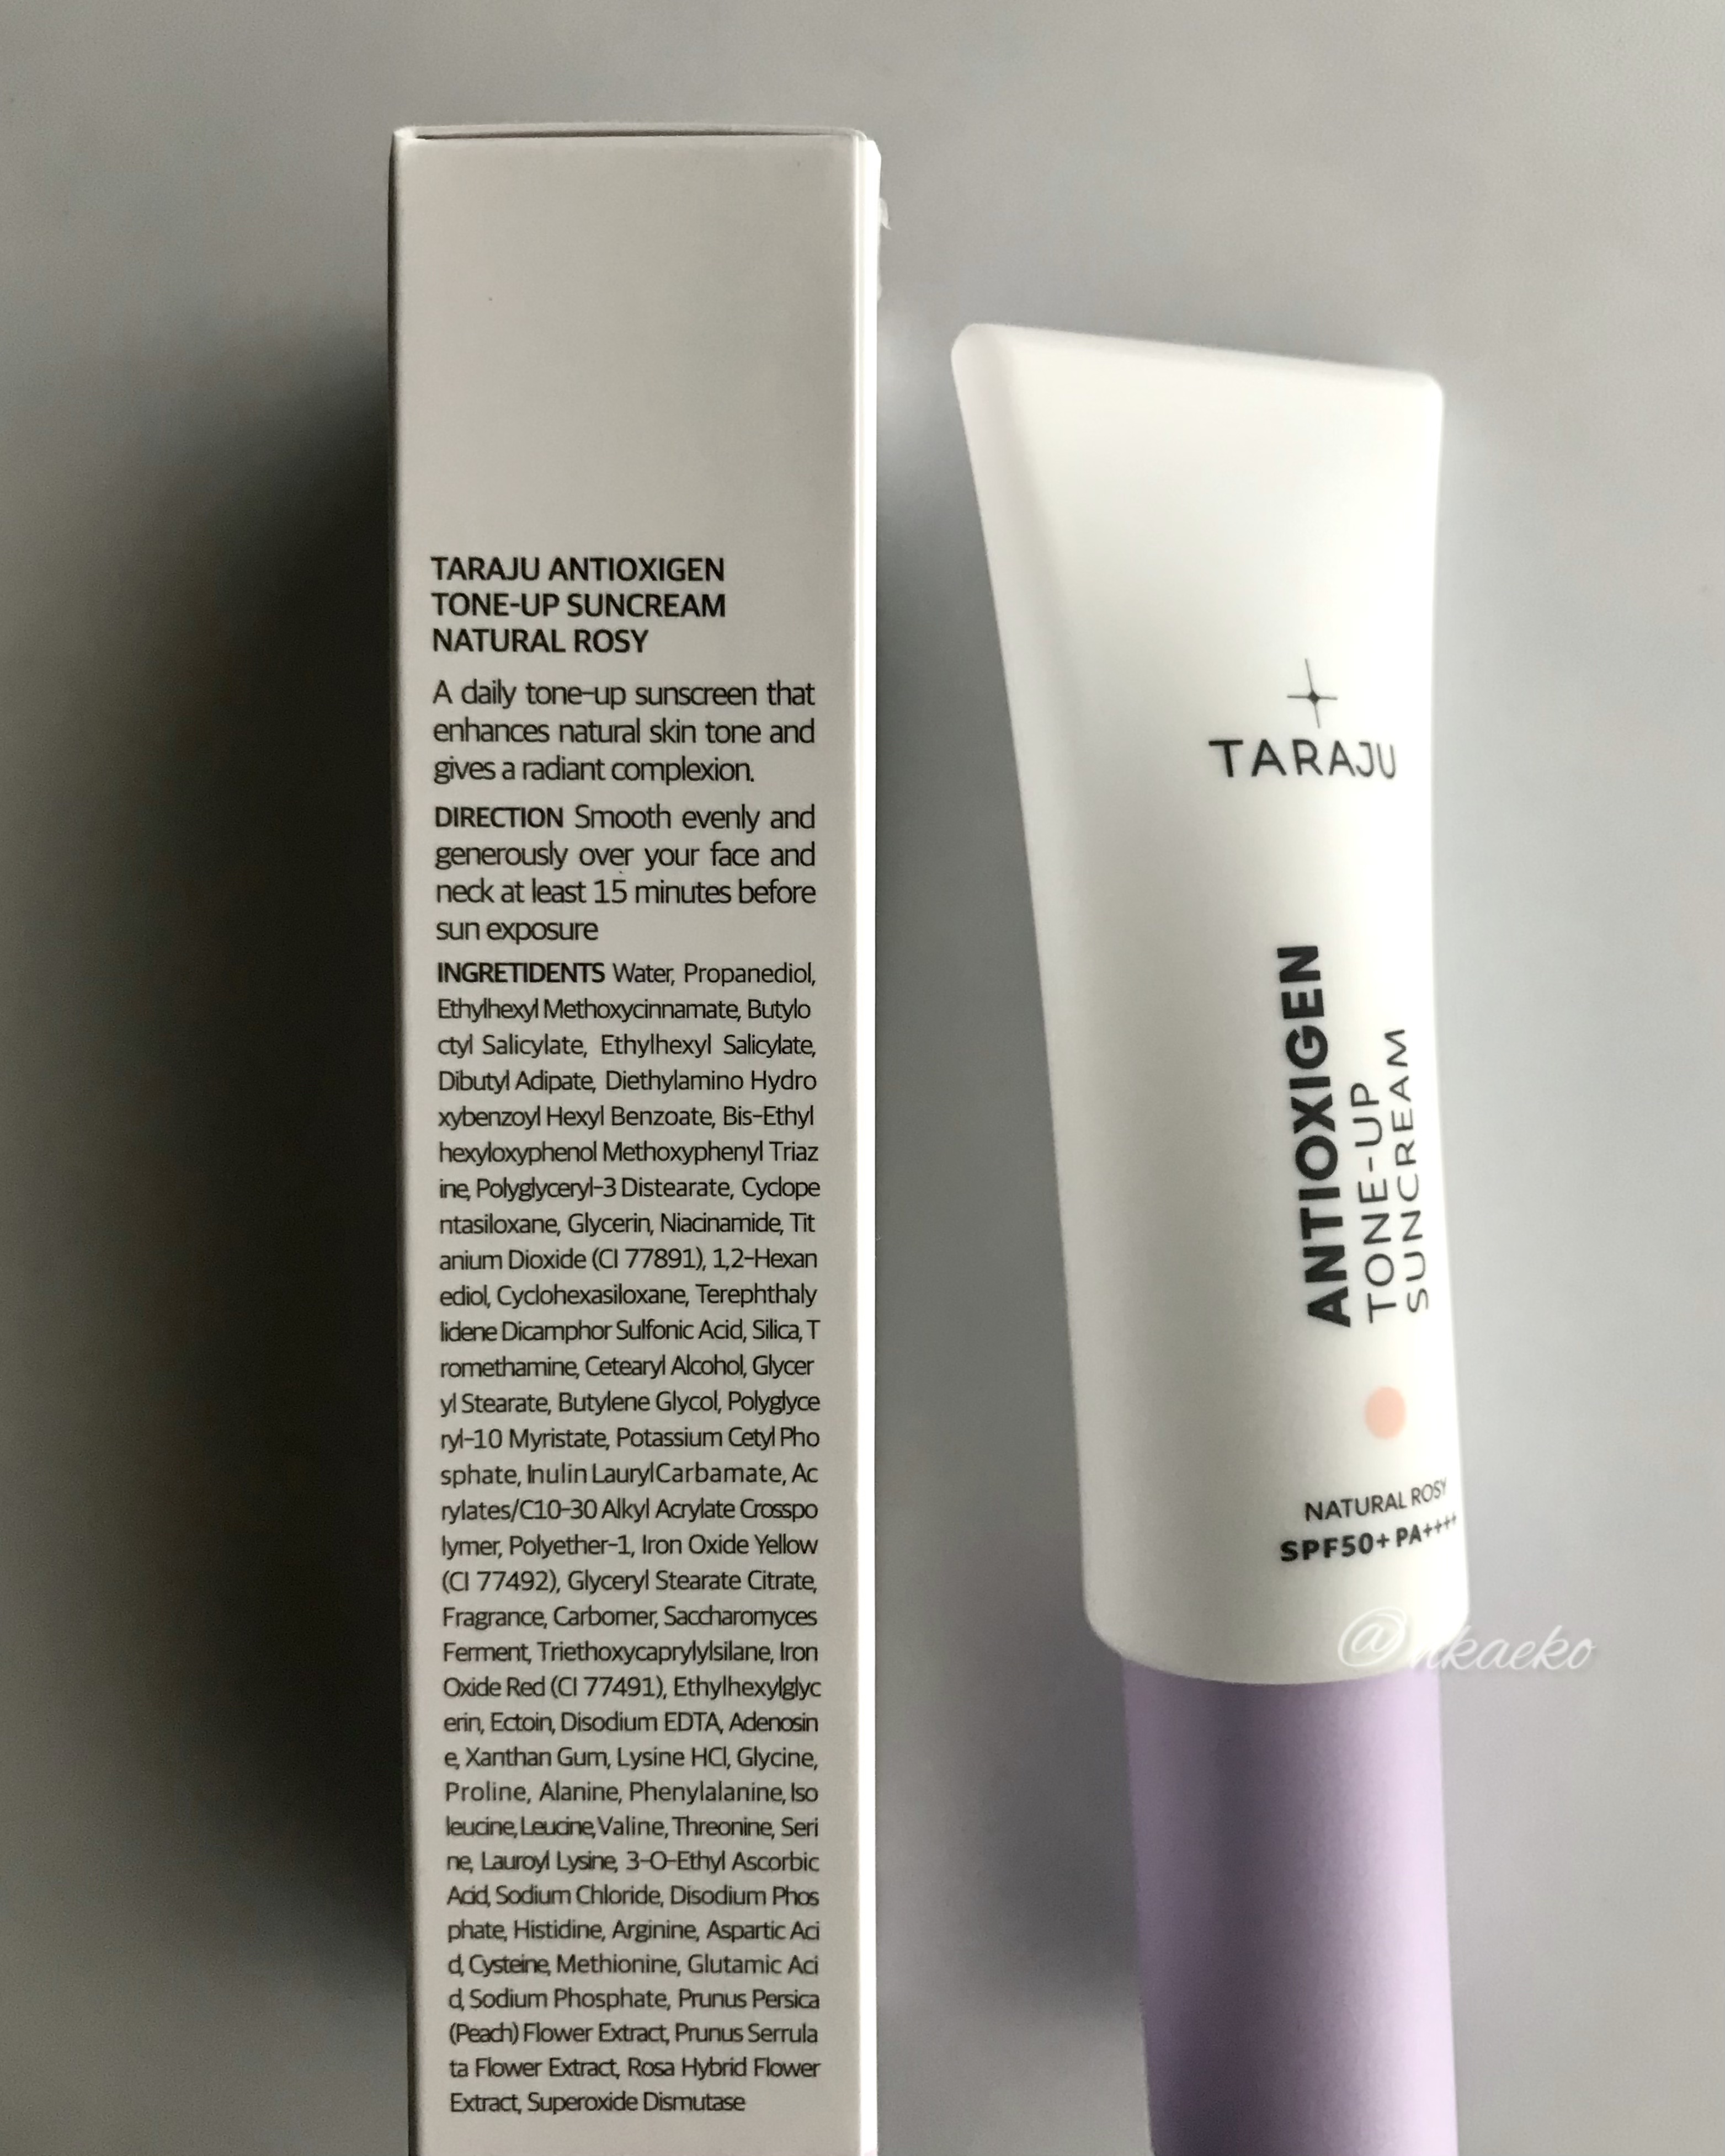 TARAJU ANTIOXIGEN
TONE-UP SUNCREAM
NATURAL ROSY
A daily tone-up sunscreen that
enhances natural skin tone and
gives a radiant complexion.
DIRECTION Smooth evenly and
generously over your face and
neck at least 15 minutes before
sun exposure
INGRETIDENTS Water, Propanediol,
Ethylhexyl Methoxycinnamate, Butylo
ctyl Salicylate, Ethylhexyl Salicylate,
Dibutyl Adipate, Diethylamino Hydro
xybenzoyl Hexyl Benzoate, Bis-Ethyl
hexyloxyphenol Methoxyphenyl Triaz
ine, Polyglyceryl-3 Distearate, Cyclope
ntasiloxane, Glycerin, Niacinamide, Tit
anium Dioxide (CI 77891), 1,2-Hexan
ediol, Cyclohexasiloxane, Terephthaly
lidene Dicamphor Sulfonic Acid, Silica, T
romethamine, Cetearyl Alcohol, Glycer
yl Stearate, Butylene Glycol, Polyglyce
ryl-10 Myristate, Potassium Cetyl Pho
sphate, Inulin LaurylCarbamate, Ac
rylates/C10-30 Alkyl Acrylate Crosspo
lymer, Polyether-1, Iron Oxide Yellow
(CI 77492), Glyceryl Stearate Citrate,
Fragrance, Carbomer, Saccharomyces
Ferment, Triethoxycaprylylsilane, Iron
Oxide Red (CI 77491), Ethylhexylglyc
erin, Ectoin, Disodium EDTA, Adenosin
e, Xanthan Gum, Lysine HCl, Glycine,
Proline, Alanine, Phenylalanine, Iso
leucine, Leucine, Valine, Threonine, Seri
ne, Lauroyl Lysine, 3-O-Ethyl Ascorbic
Acid, Sodium Chloride, Disodium Phos
phate, Histidine, Arginine, Aspartic Aci
d, Cysteine, Methionine, Glutamic Aci
d, Sodium Phosphate, Prunus Persica
(Peach) Flower Extract, Prunus Serrula
ta Flower Extract, Rosa Hybrid Flower
Extract, Superoxide Dismutase
TARAJU
ANTIOXIGEN
TONE-UP
SUNCREAM
NATURAL ROSY
SPF50+ PA++++